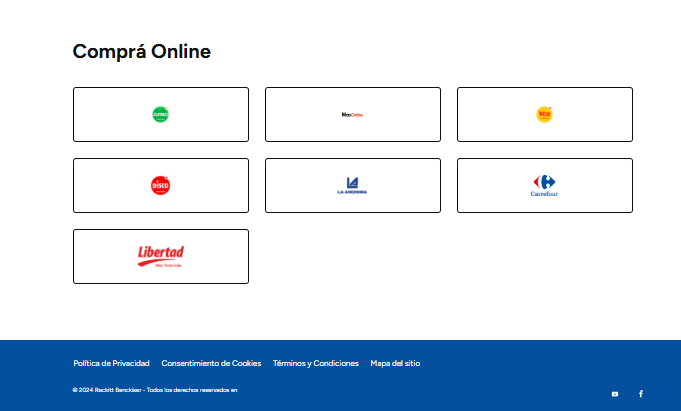 Comprá Online
JUMBO
MasOnline
Vea
DISCO
LA ANONIMA
Carrefour
Libertad
Política de Privacidad Consentimiento de Cookies Términos y Condiciones Mapa del sitio
© 2024 Reckitt Benckiser - Todos los derechos reservados en